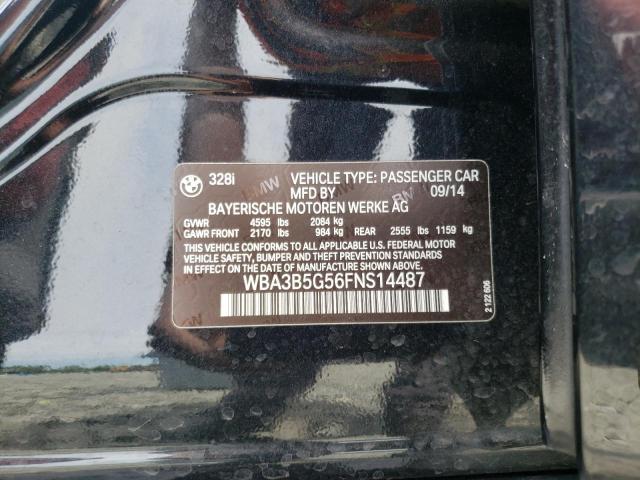 BMW 328i VEHICLE TYPE: PASSENGER CAR
MFD BY 09/14
BAYERISCHE MOTOREN WERKE AG
GVWR 4595 lbs 2084 kg
GAWR FRONT 2170 lbs 984 kg REAR 2555 lbs 1159 kg
THIS VEHICLE CONFORMS TO ALL APPLICABLE U.S. FEDERAL MOTOR
VEHICLE SAFETY, BUMPER AND THEFT PREVENTION STANDARDS IN
EFFECT ON THE DATE OF MANUFACTURE SHOWN ABOVE.
WBA3B5G56FNS14487
2 122 606